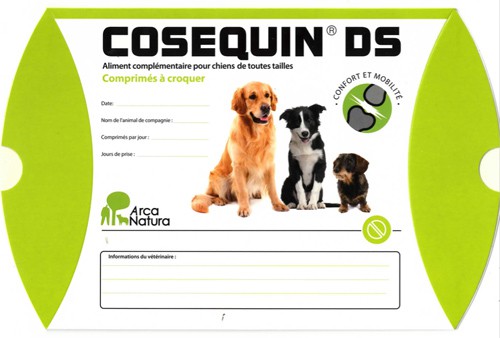 COSEQUIN® DS
Aliment complémentaire pour chiens de toutes tailles
Comprimés à croquer
Date:
Nom de l'animal de compagnie :
Comprimés par jour :
Jours de prise :
• CONFORT ET MOBILITÉ •
Arca
Natura
Informations du vétérinaire :